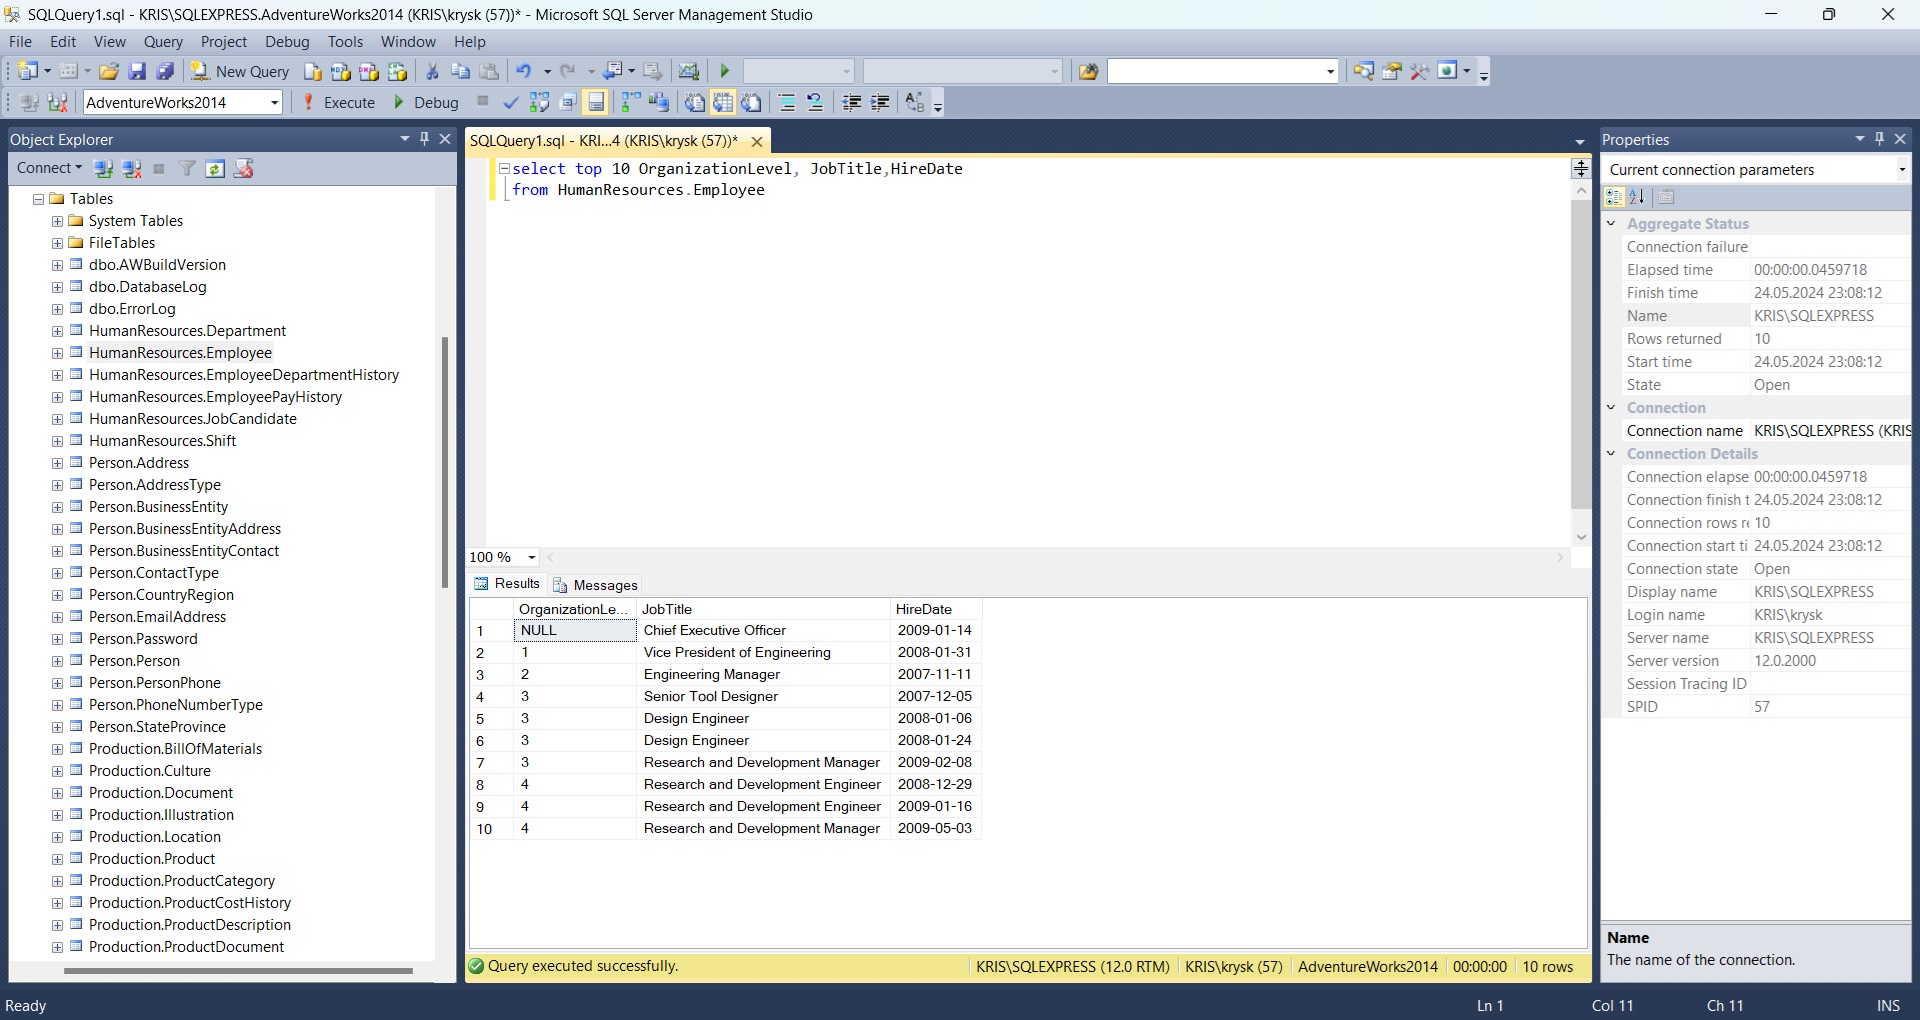 SQLQuery1.sql - KRIS\SQLEXPRESS.AdventureWorks2014 (KRIS\krysk (57))* - Microsoft SQL Server Management Studio
File Edit View Query Project Debug Tools Window Help
New Query
AdventureWorks2014 Execute Debug
Object Explorer
Connect
Tables
System Tables
FileTables
dbo.AWBuildVersion
dbo.DatabaseLog
dbo.ErrorLog
HumanResources.Department
HumanResources.Employee
HumanResources.EmployeeDepartmentHistory
HumanResources.EmployeePayHistory
HumanResources.JobCandidate
HumanResources.Shift
Person.Address
Person.AddressType
Person.BusinessEntity
Person.BusinessEntityAddress
Person.BusinessEntityContact
Person.ContactType
Person.CountryRegion
Person.EmailAddress
Person.Password
Person.Person
Person.PersonPhone
Person.PhoneNumberType
Person.StateProvince
Production.BillOfMaterials
Production.Culture
Production.Document
Production.Illustration
Production.Location
Production.Product
Production.ProductCategory
Production.ProductCostHistory
Production.ProductDescription
Production.ProductDocument
SQLQuery1.sql - KRI...4 (KRIS\krysk (57))*
select top 10 OrganizationLevel, JobTitle,HireDate
from HumanResources.Employee
100 %
Results Messages
OrganizationLe... JobTitle HireDate
1 NULL Chief Executive Officer 2009-01-14
2 1 Vice President of Engineering 2008-01-31
3 2 Engineering Manager 2007-11-11
4 3 Senior Tool Designer 2007-12-05
5 3 Design Engineer 2008-01-06
6 3 Design Engineer 2008-01-24
7 3 Research and Development Manager 2009-02-08
8 4 Research and Development Engineer 2008-12-29
9 4 Research and Development Engineer 2009-01-16
10 4 Research and Development Manager 2009-05-03
Query executed successfully. KRIS\SQLEXPRESS (12.0 RTM) KRIS\krysk (57) AdventureWorks2014 00:00:00 10 rows
Properties
Current connection parameters
Aggregate Status
Connection failure
Elapsed time 00:00:00.0459718
Finish time 24.05.2024 23:08:12
Name KRIS\SQLEXPRESS
Rows returned 10
Start time 24.05.2024 23:08:12
State Open
Connection
Connection name KRIS\SQLEXPRESS (KRIS
Connection Details
Connection elapse 00:00:00.0459718
Connection finish t 24.05.2024 23:08:12
Connection rows re 10
Connection start ti 24.05.2024 23:08:12
Connection state Open
Display name KRIS\SQLEXPRESS
Login name KRIS\krysk
Server name KRIS\SQLEXPRESS
Server version 12.0.2000
Session Tracing ID
SPID 57
Name
The name of the connection.
Ready Ln 1 Col 11 Ch 11 INS